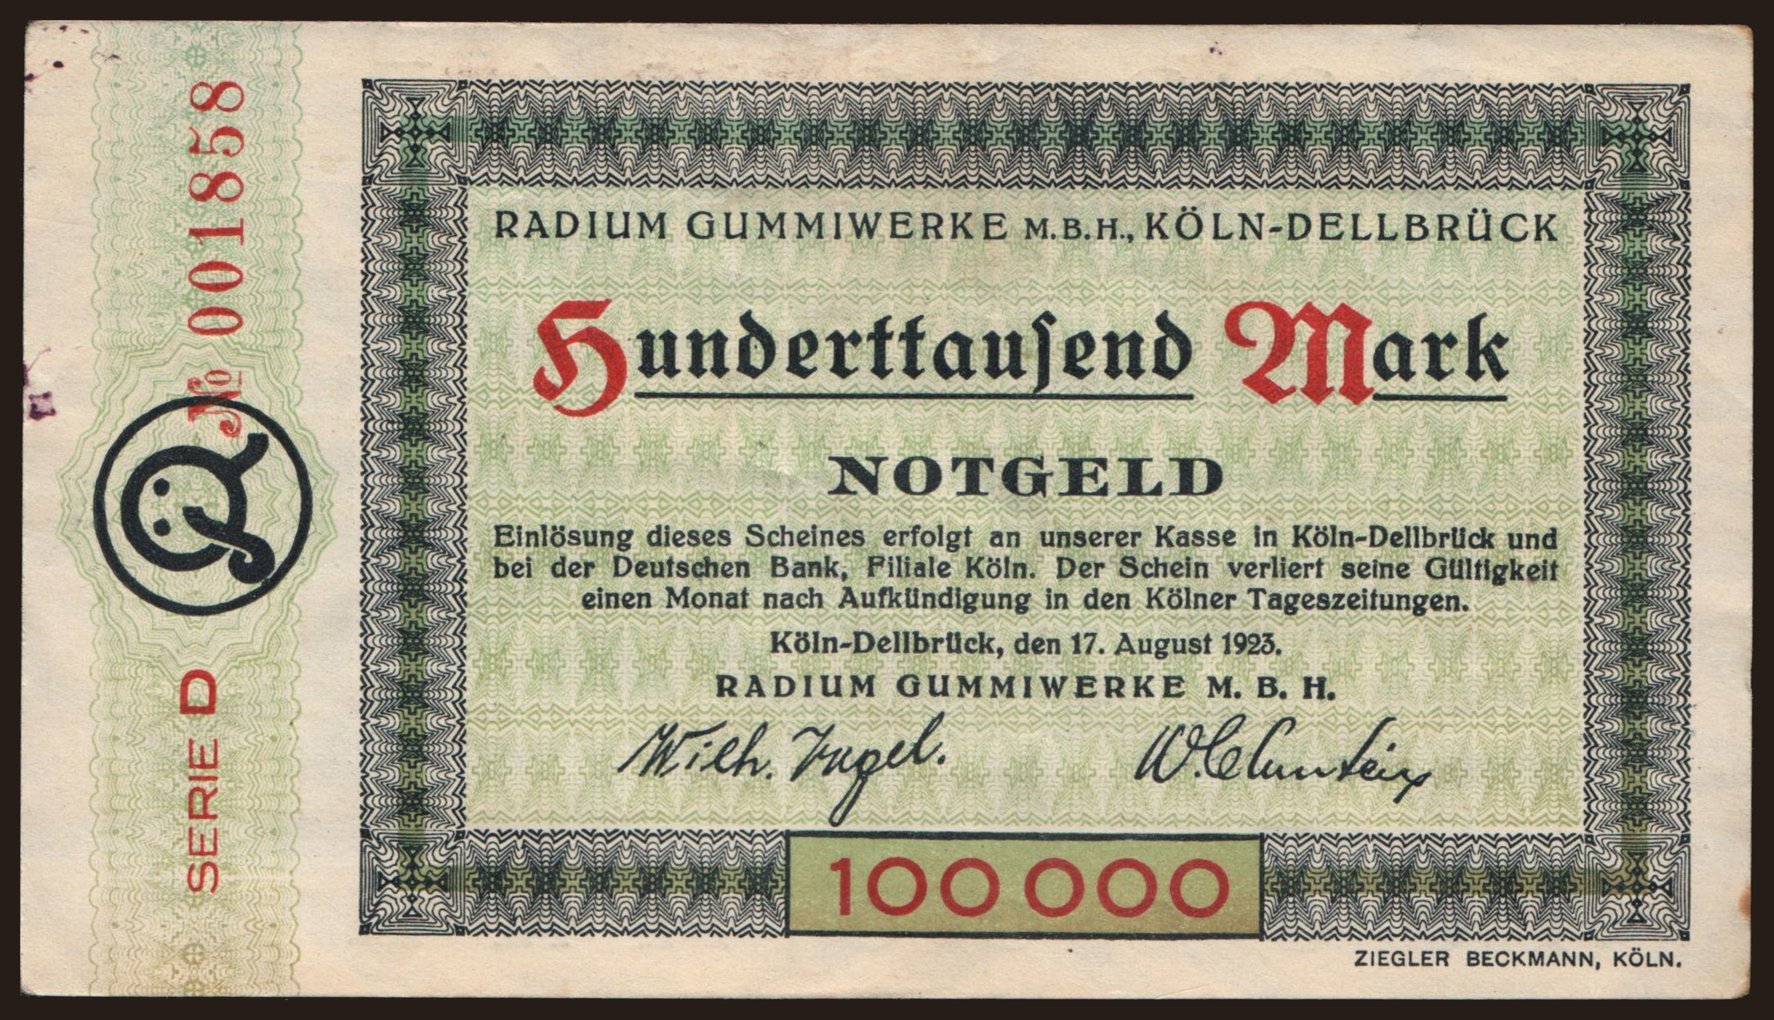 № 001858
SERIE D
RADIUM GUMMIWERKE M.B.H., KÖLN-DELLBRÜCK
Hunderttausend Mark
NOTGELD
Einlösung dieses Scheines erfolgt an unserer Kasse in Köln-Dellbrück und
bei der Deutschen Bank, Filiale Köln. Der Schein verliert seine Gültigkeit
einen Monat nach Aufkündigung in den Kölner Tageszeitungen.
Köln-Dellbrück, den 17. August 1923.
RADIUM GUMMIWERKE M. B. H.
Wilh.
100 000
ZIEGLER BECKMANN, KÖLN.